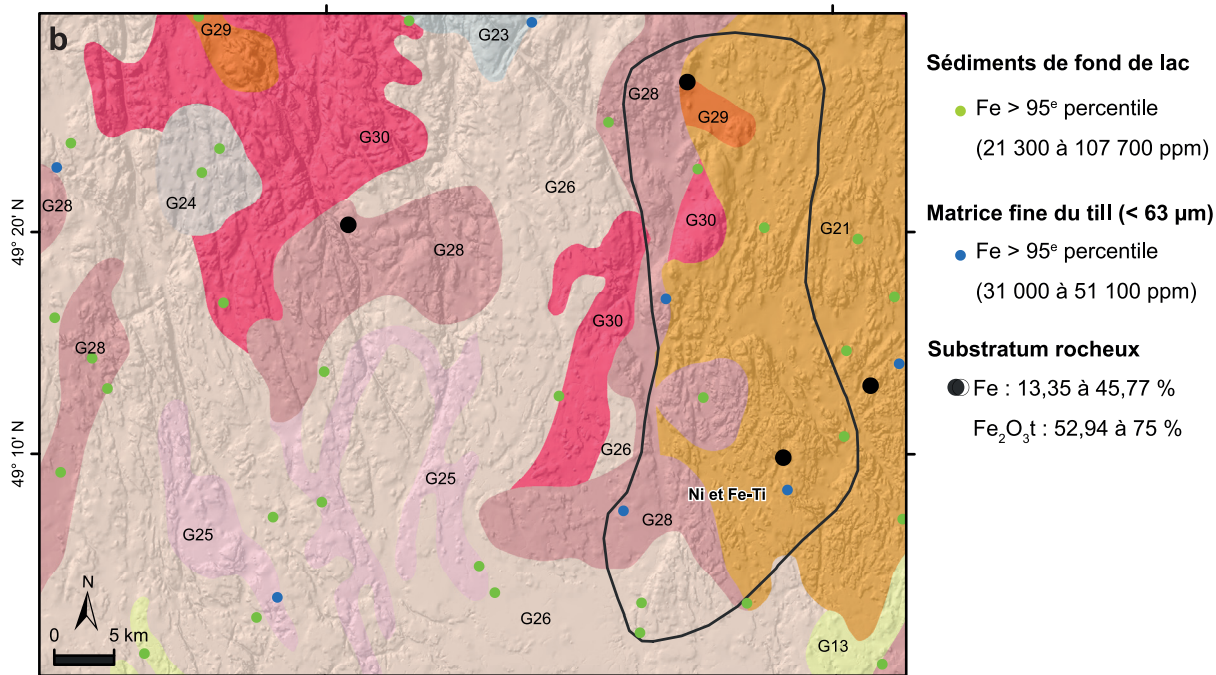 b
G29
G23
G28
G29
G30
G26
G24
G28
G30
G21
G28
G30
G28
G26
G25
Ni et Fe-Ti
G28
G25
G26
G13
49° 20' N
49° 10' N
N
0 5 km
Sédiments de fond de lac
Fe > 95e percentile
(21 300 à 107 700 ppm)
Matrice fine du till (< 63 µm)
Fe > 95e percentile
(31 000 à 51 100 ppm)
Substratum rocheux
Fe : 13,35 à 45,77 %
Fe2O3t : 52,94 à 75 %